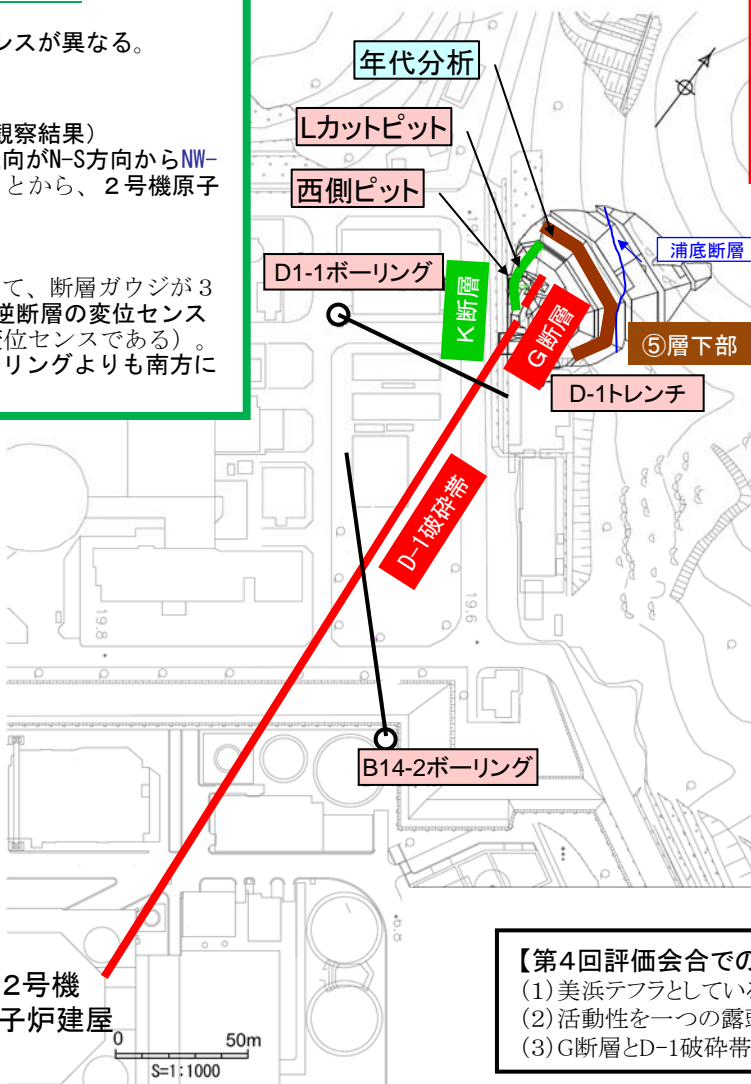 ンスが異なる。
観察結果)
向がN-S方向からNW-
とから、2号機原子
て、断層ガウジが3
逆断層の変位センス
変位センスである)。
リングよりも南方に
年代分析
Lカットピット
西側ピット
D1-1ボーリング
K断層
G断層
浦底断層
⑤層下部
D-1トレンチ
D-1破砕帯
19.8
19.6
B14-2ボーリング
2号機
子炉建屋
0 50m
S=1:1000
【第4回評価会合での
(1)美浜テフラとしている
(2)活動性を一つの露頭
(3)G断層とD-1破砕帯